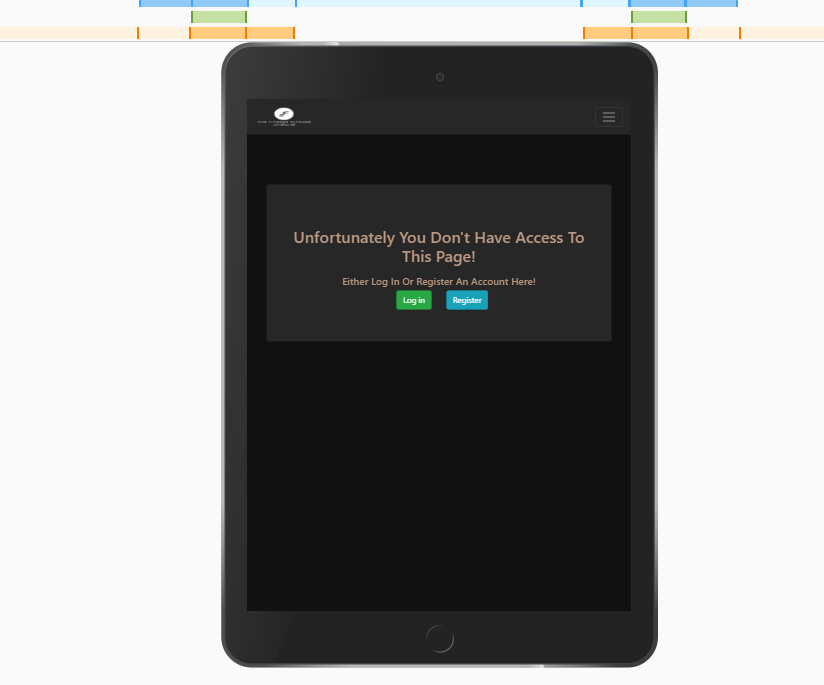 Unfortunately You Don't Have Access To
This Page!
Either Log In Or Register An Account Here!
Log in
Register